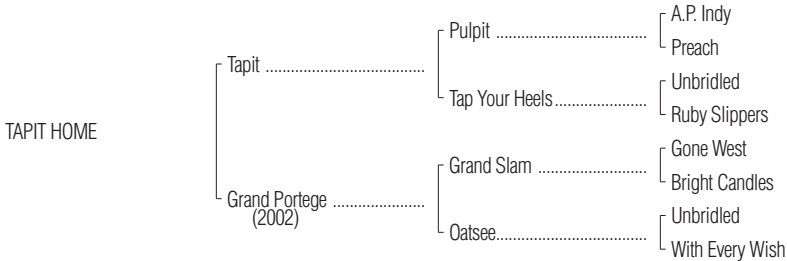 A.P. Indy
Pulpit ......................................
Preach
Tapit ........................................
Unbridled
Tap Your Heels.......................
Ruby Slippers
TAPIT HOME
Gone West
Grand Slam ...........................
Bright Candles
Grand Portege .......................
(2002)
Unbridled
Oatsee......................................
With Every Wish